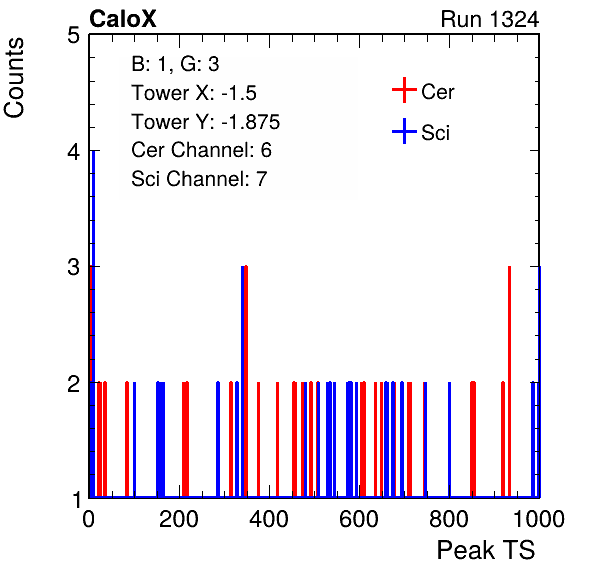 CaloX Run 1324
Counts
5
4
3
2
1
B: 1, G: 3
Tower X: -1.5
Tower Y: -1.875
Cer Channel: 6
Sci Channel: 7
Cer
Sci
0 200 400 600 800 1000
Peak TS